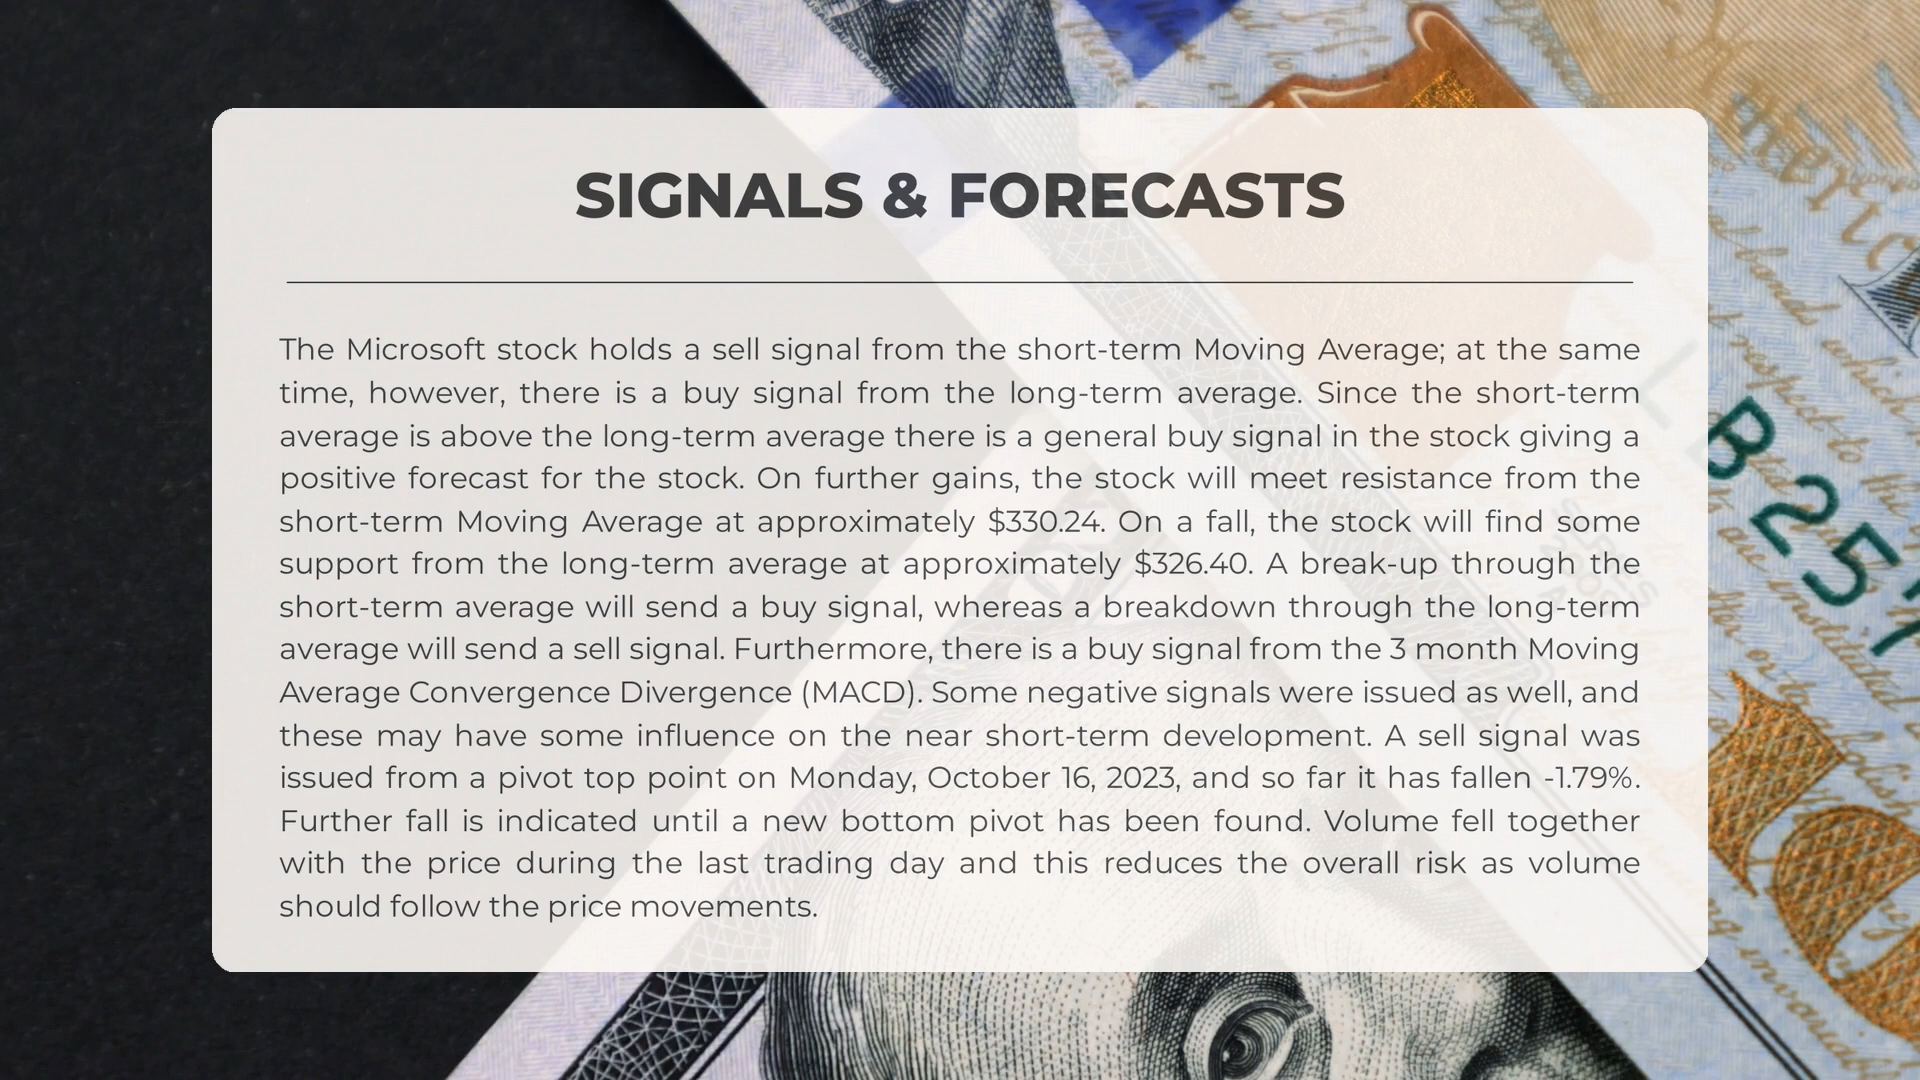 SIGNALS & FORECASTS
The Microsoft stock holds a sell signal from the short-term Moving Average; at the same
time, however, there is a buy signal from the long-term average. Since the short-term
average is above the long-term average there is a general buy signal in the stock giving a
positive forecast for the stock. On further gains, the stock will meet resistance from the
short-term Moving Average at approximately $330.24. On a fall, the stock will find some
support from the long-term average at approximately $326.40. A break-up through the
short-term average will send a buy signal, whereas a breakdown through the long-term
average will send a sell signal. Furthermore, there is a buy signal from the 3 month Moving
Average Convergence Divergence (MACD). Some negative signals were issued as well, and
these may have some influence on the near short-term development. A sell signal was
issued from a pivot top point on Monday, October 16, 2023, and so far it has fallen -1.79%.
Further fall is indicated until a new bottom pivot has been found. Volume fell together
with the price during the last trading day and this reduces the overall risk as volume
should follow the price movements.
LB25